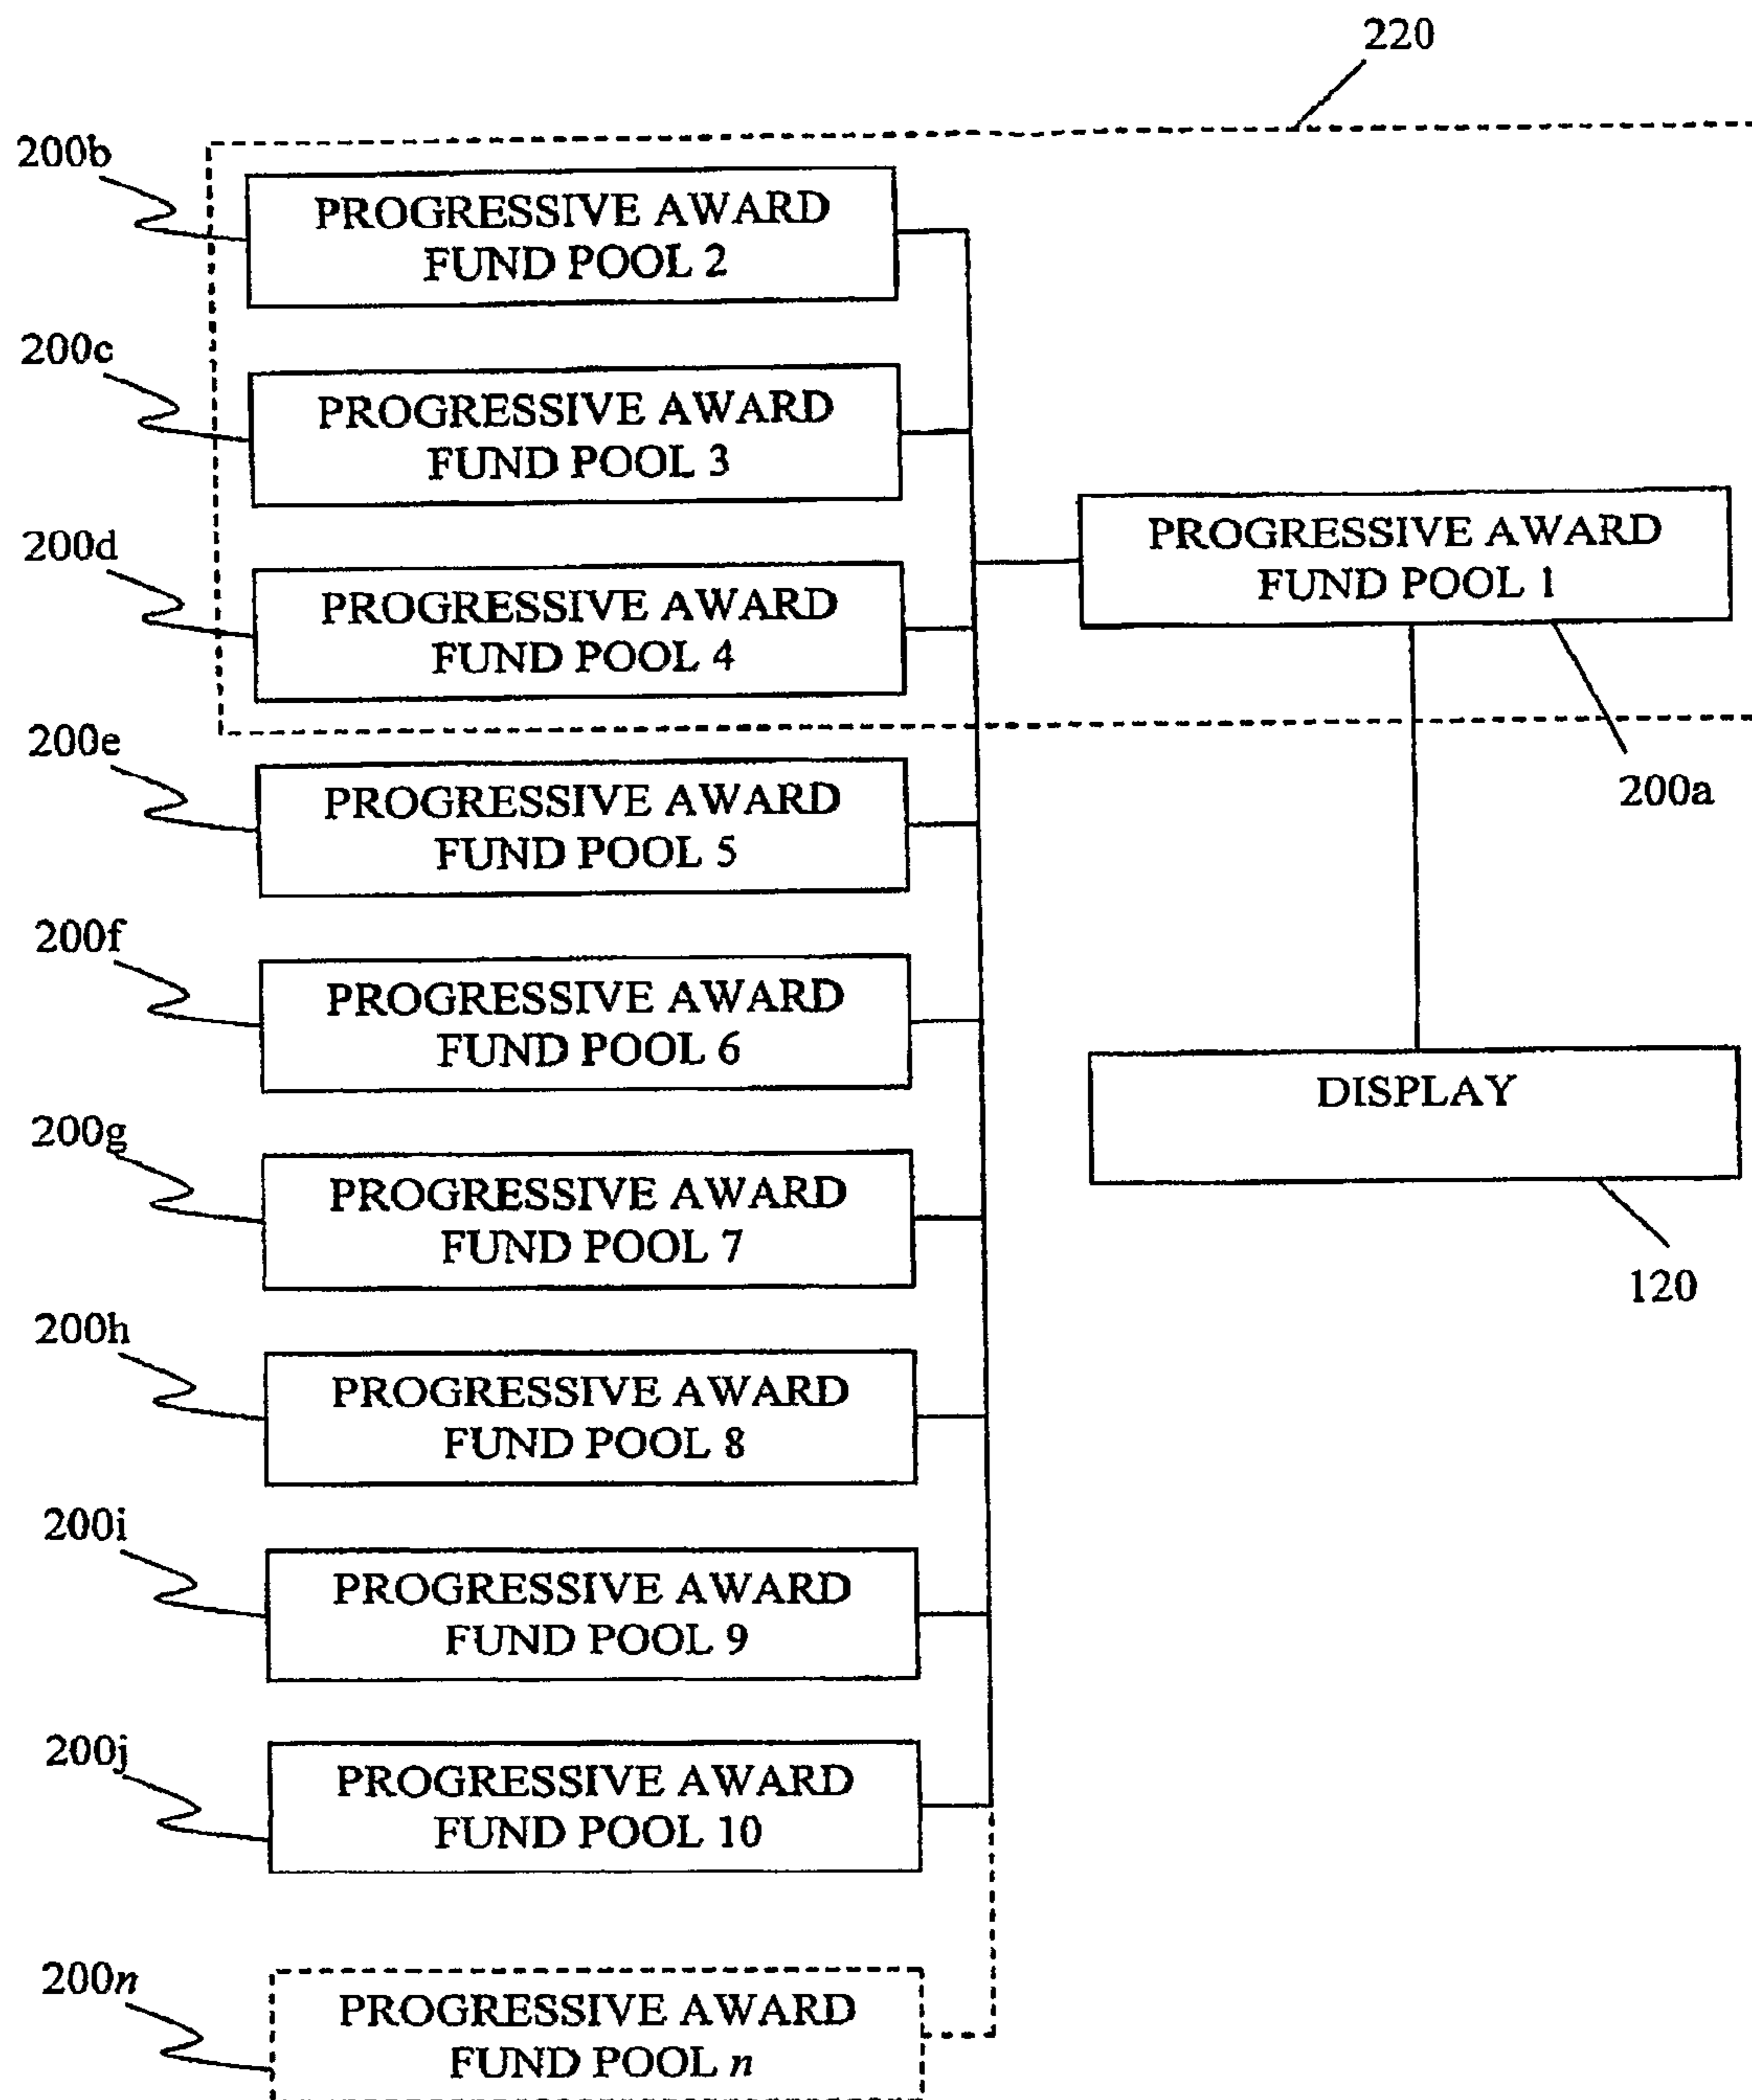 220
200b
PROGRESSIVE AWARD
FUND POOL 2
200c
PROGRESSIVE AWARD
FUND POOL 3
200d
PROGRESSIVE AWARD
FUND POOL 4
PROGRESSIVE AWARD
FUND POOL 1
200a
200e
PROGRESSIVE AWARD
FUND POOL 5
200f
PROGRESSIVE AWARD
FUND POOL 6
DISPLAY
120
200g
PROGRESSIVE AWARD
FUND POOL 7
200h
PROGRESSIVE AWARD
FUND POOL 8
200i
PROGRESSIVE AWARD
FUND POOL 9
200j
PROGRESSIVE AWARD
FUND POOL 10
200n
PROGRESSIVE AWARD
FUND POOL n